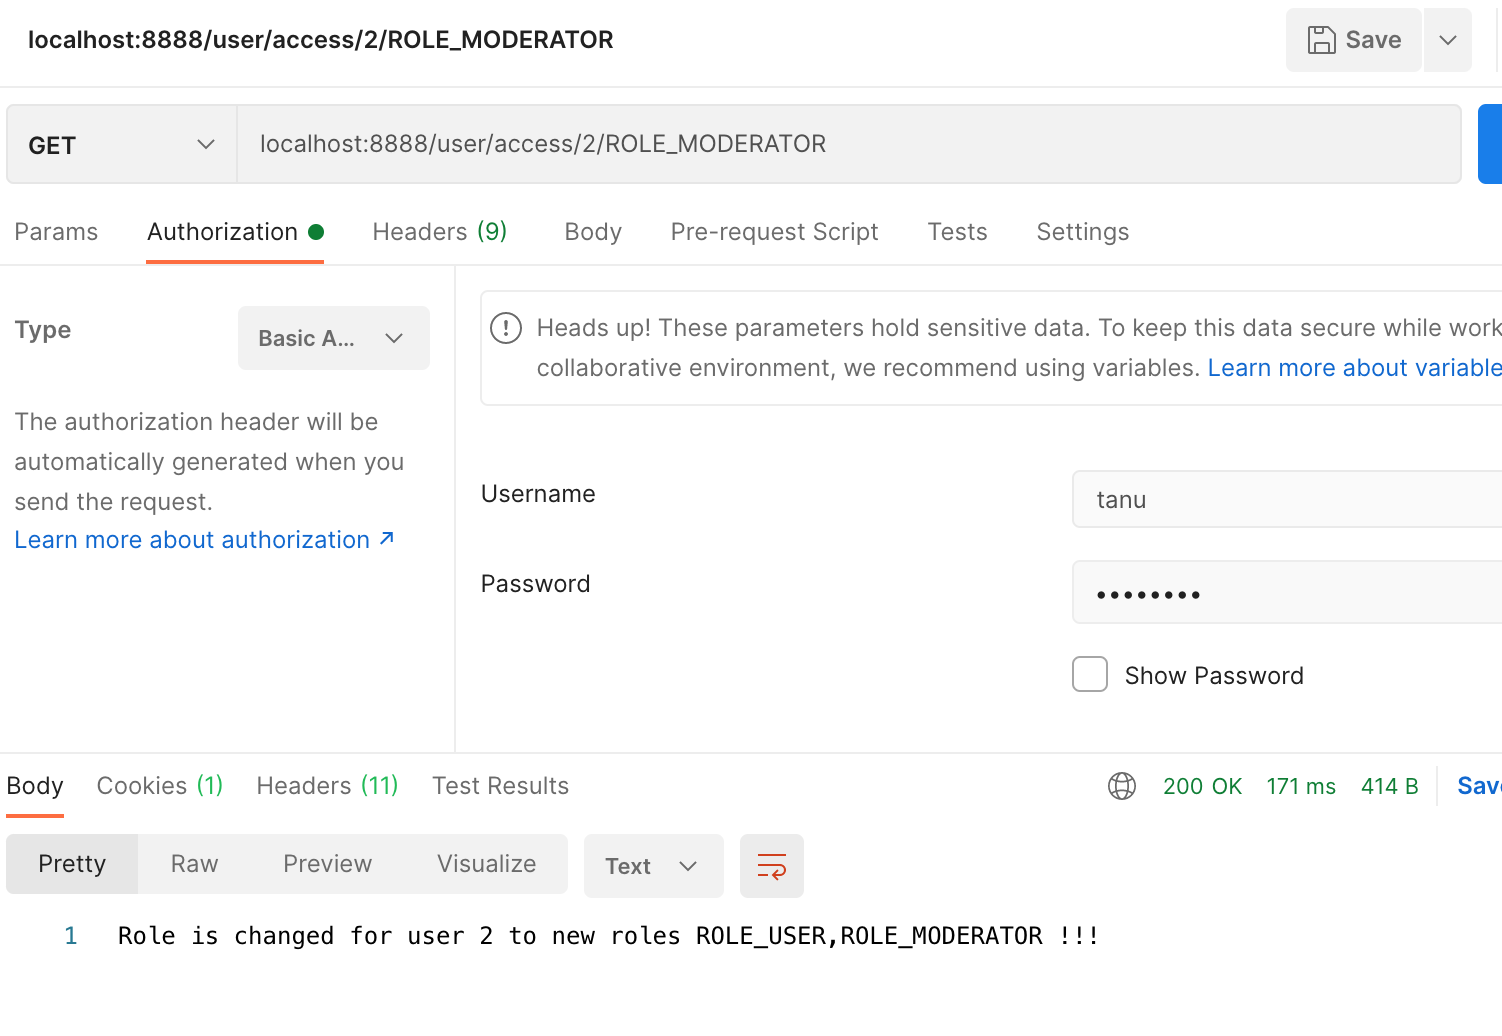 localhost:8888/user/access/2/ROLE_MODERATOR
Save
GET
localhost:8888/user/access/2/ROLE_MODERATOR
Params Authorization Headers (9) Body Pre-request Script Tests Settings
Type
Basic A...
Heads up! These parameters hold sensitive data. To keep this data secure while work
collaborative environment, we recommend using variables. Learn more about variable
The authorization header will be
automatically generated when you
send the request.
Learn more about authorization ↗
Username
tanu
Password
••••••••
Show Password
Body Cookies (1) Headers (11) Test Results
200 OK 171 ms 414 B Save
Pretty Raw Preview Visualize Text
1 Role is changed for user 2 to new roles ROLE_USER,ROLE_MODERATOR !!!